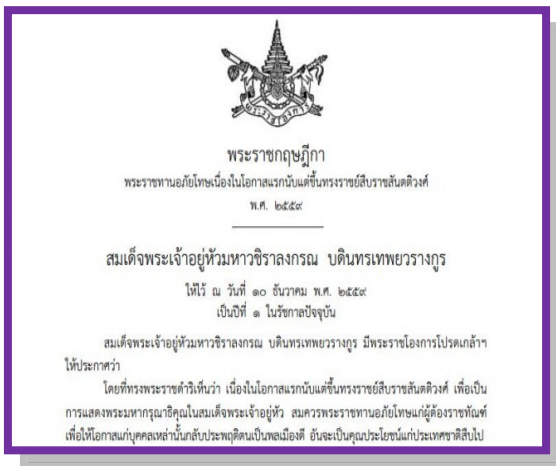 พระบรมราชโองการ
พระราชกฤษฎีกา
พระราชทานอภัยโทษเนื่องในโอกาสแรกนับแต่ขึ้นทรงราชย์สืบราชสันตติวงศ์
พ.ศ. ๒๕๕๙
สมเด็จพระเจ้าอยู่หัวมหาวชิราลงกรณ บดินทรเทพยวรางกูร
ให้ไว้ ณ วันที่ ๑๐ ธันวาคม พ.ศ. ๒๕๕๙
เป็นปีที่ ๑ ในรัชกาลปัจจุบัน
สมเด็จพระเจ้าอยู่หัวมหาวชิราลงกรณ บดินทรเทพยวรางกูร มีพระราชโองการโปรดเกล้าฯ
ให้ประกาศว่า
โดยที่ทรงพระราชดำริเห็นว่า เนื่องในโอกาสแรกนับแต่ขึ้นทรงราชย์สืบราชสันตติวงศ์ เพื่อเป็น
การแสดงพระมหากรุณาธิคุณในสมเด็จพระเจ้าอยู่หัว สมควรพระราชทานอภัยโทษแก่ผู้ต้องราชทัณฑ์
เพื่อให้โอกาสแก่บุคคลเหล่านั้นกลับประพฤติตนเป็นพลเมืองดี อันจะเป็นคุณประโยชน์แก่ประเทศชาติสืบไป